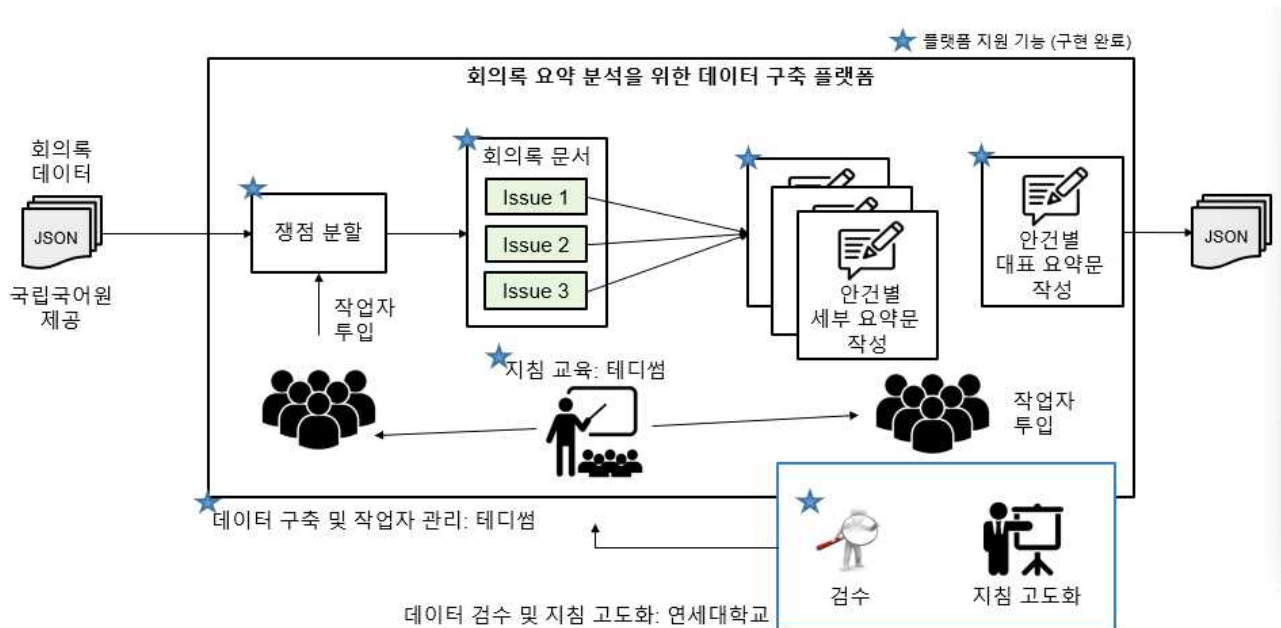 플랫폼 지원 기능 (구현 완료)
회의록 요약 분석을 위한 데이터 구축 플랫폼
회의록
데이터
JSON
국립국어원
제공
쟁점 분할
작업자
투입
회의록 문서
Issue 1
Issue 2
Issue 3
안건별
세부 요약문
작성
안건별
대표 요약문
작성
JSON
지침 교육: 테디썸
작업자
투입
데이터 구축 및 작업자 관리: 테디썸
검수
지침 고도화
데이터 검수 및 지침 고도화: 연세대학교